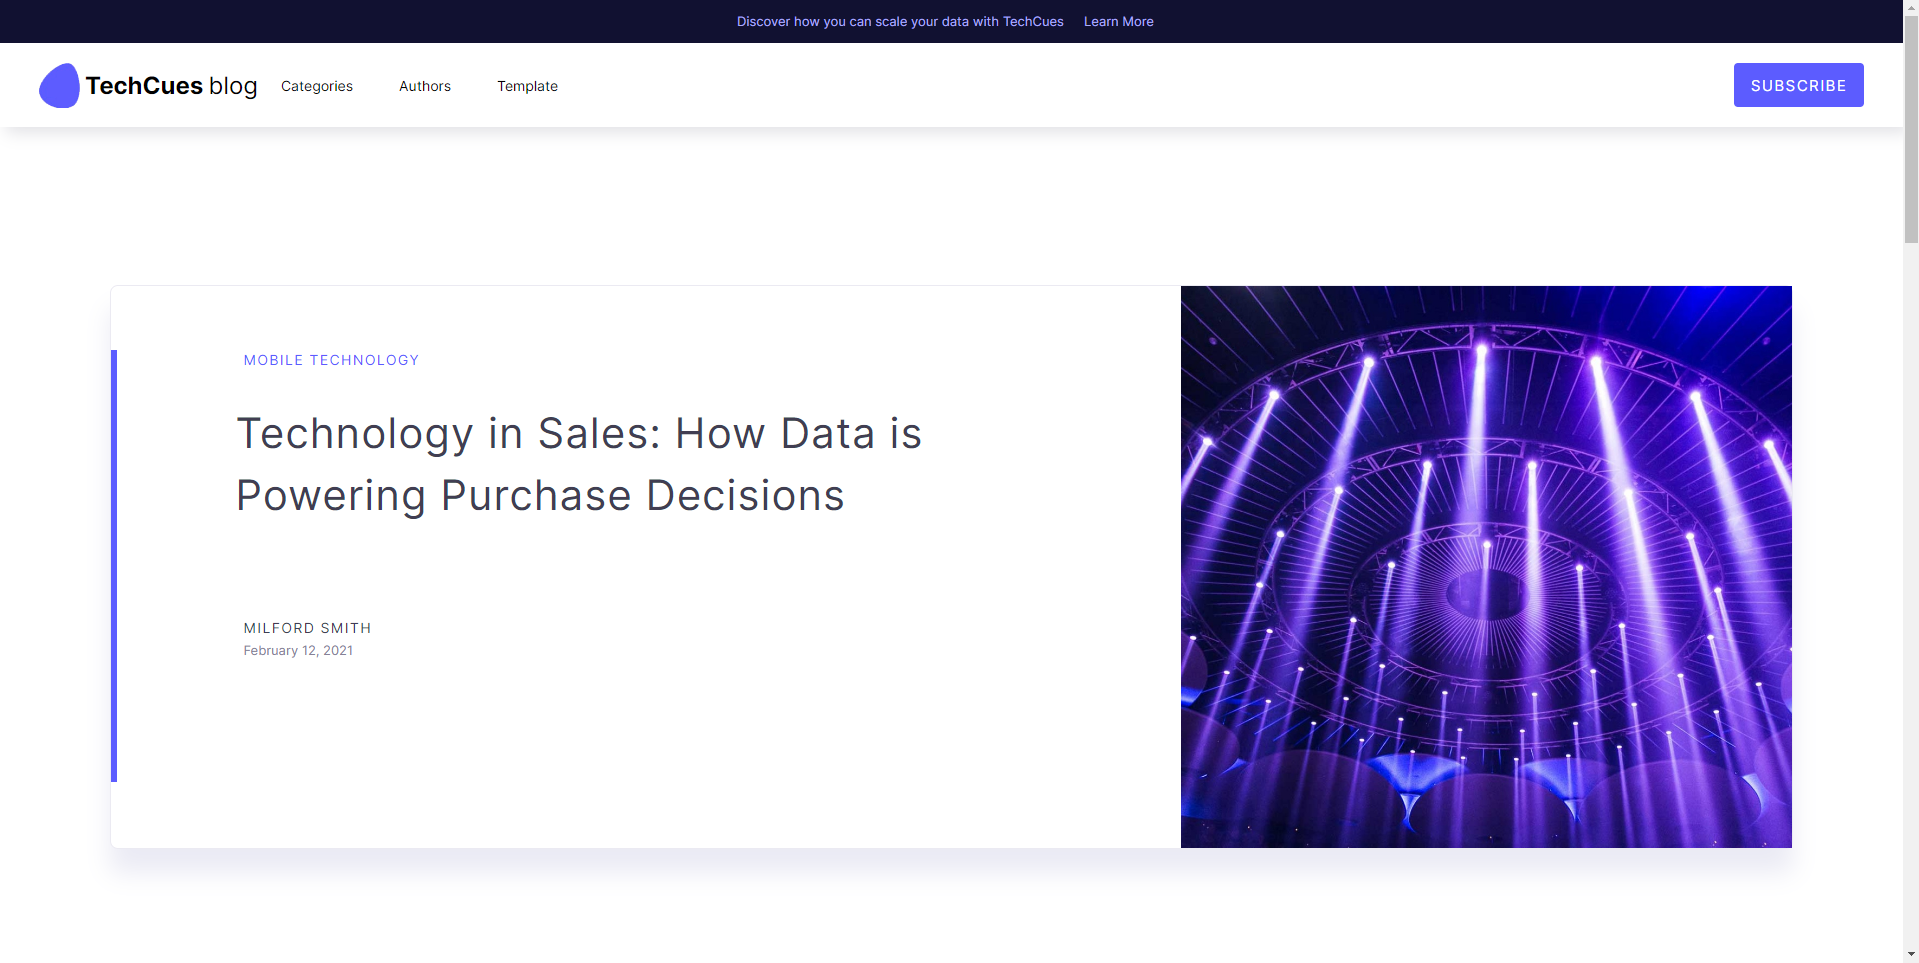 Discover how you can scale your data with TechCues Learn More
TechCues blog Categories Authors Template SUBSCRIBE
MOBILE TECHNOLOGY
Technology in Sales: How Data is
Powering Purchase Decisions
MILFORD SMITH
February 12, 2021